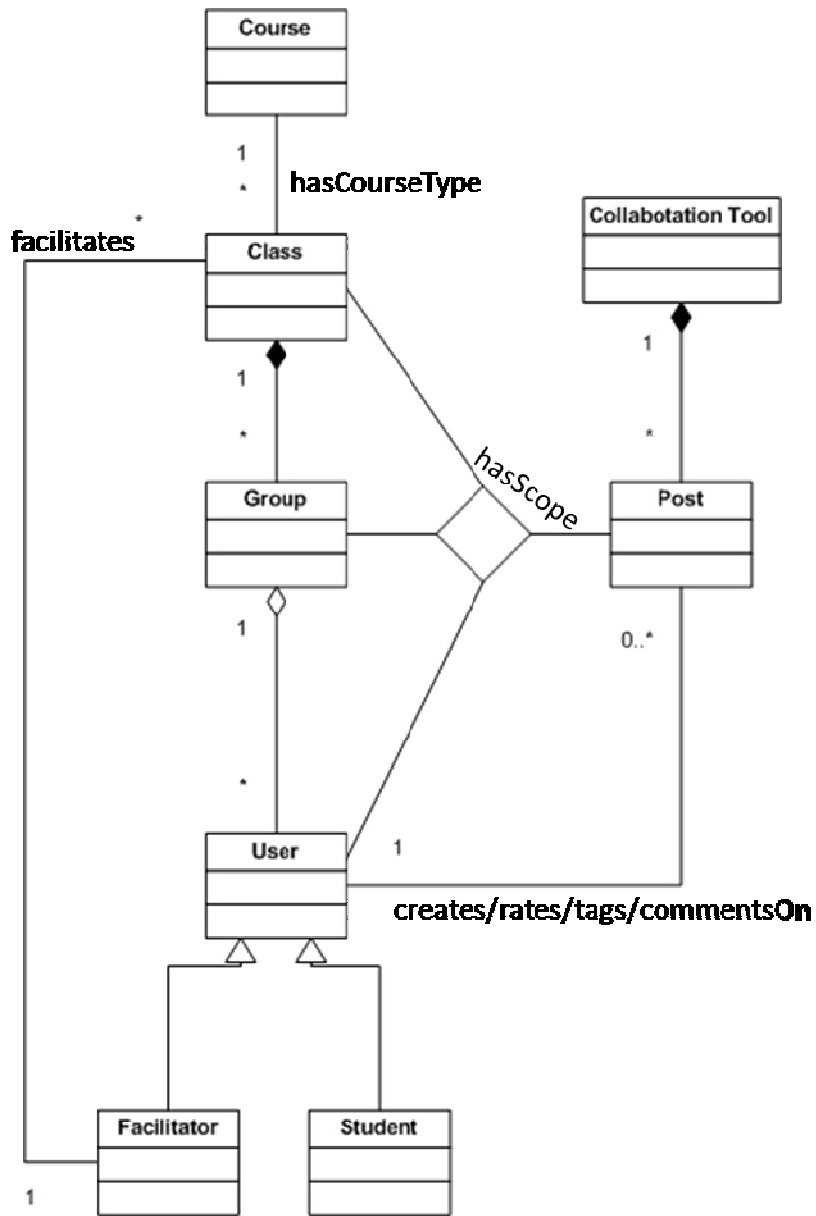 Course
1
*
hasCourseType
*
facilitates
Class
Collabotation Tool
1
*
1
*
hasScope
Group
Post
1
0..*
*
User
1
creates/rates/tags/commentsOn
Facilitator
Student
1